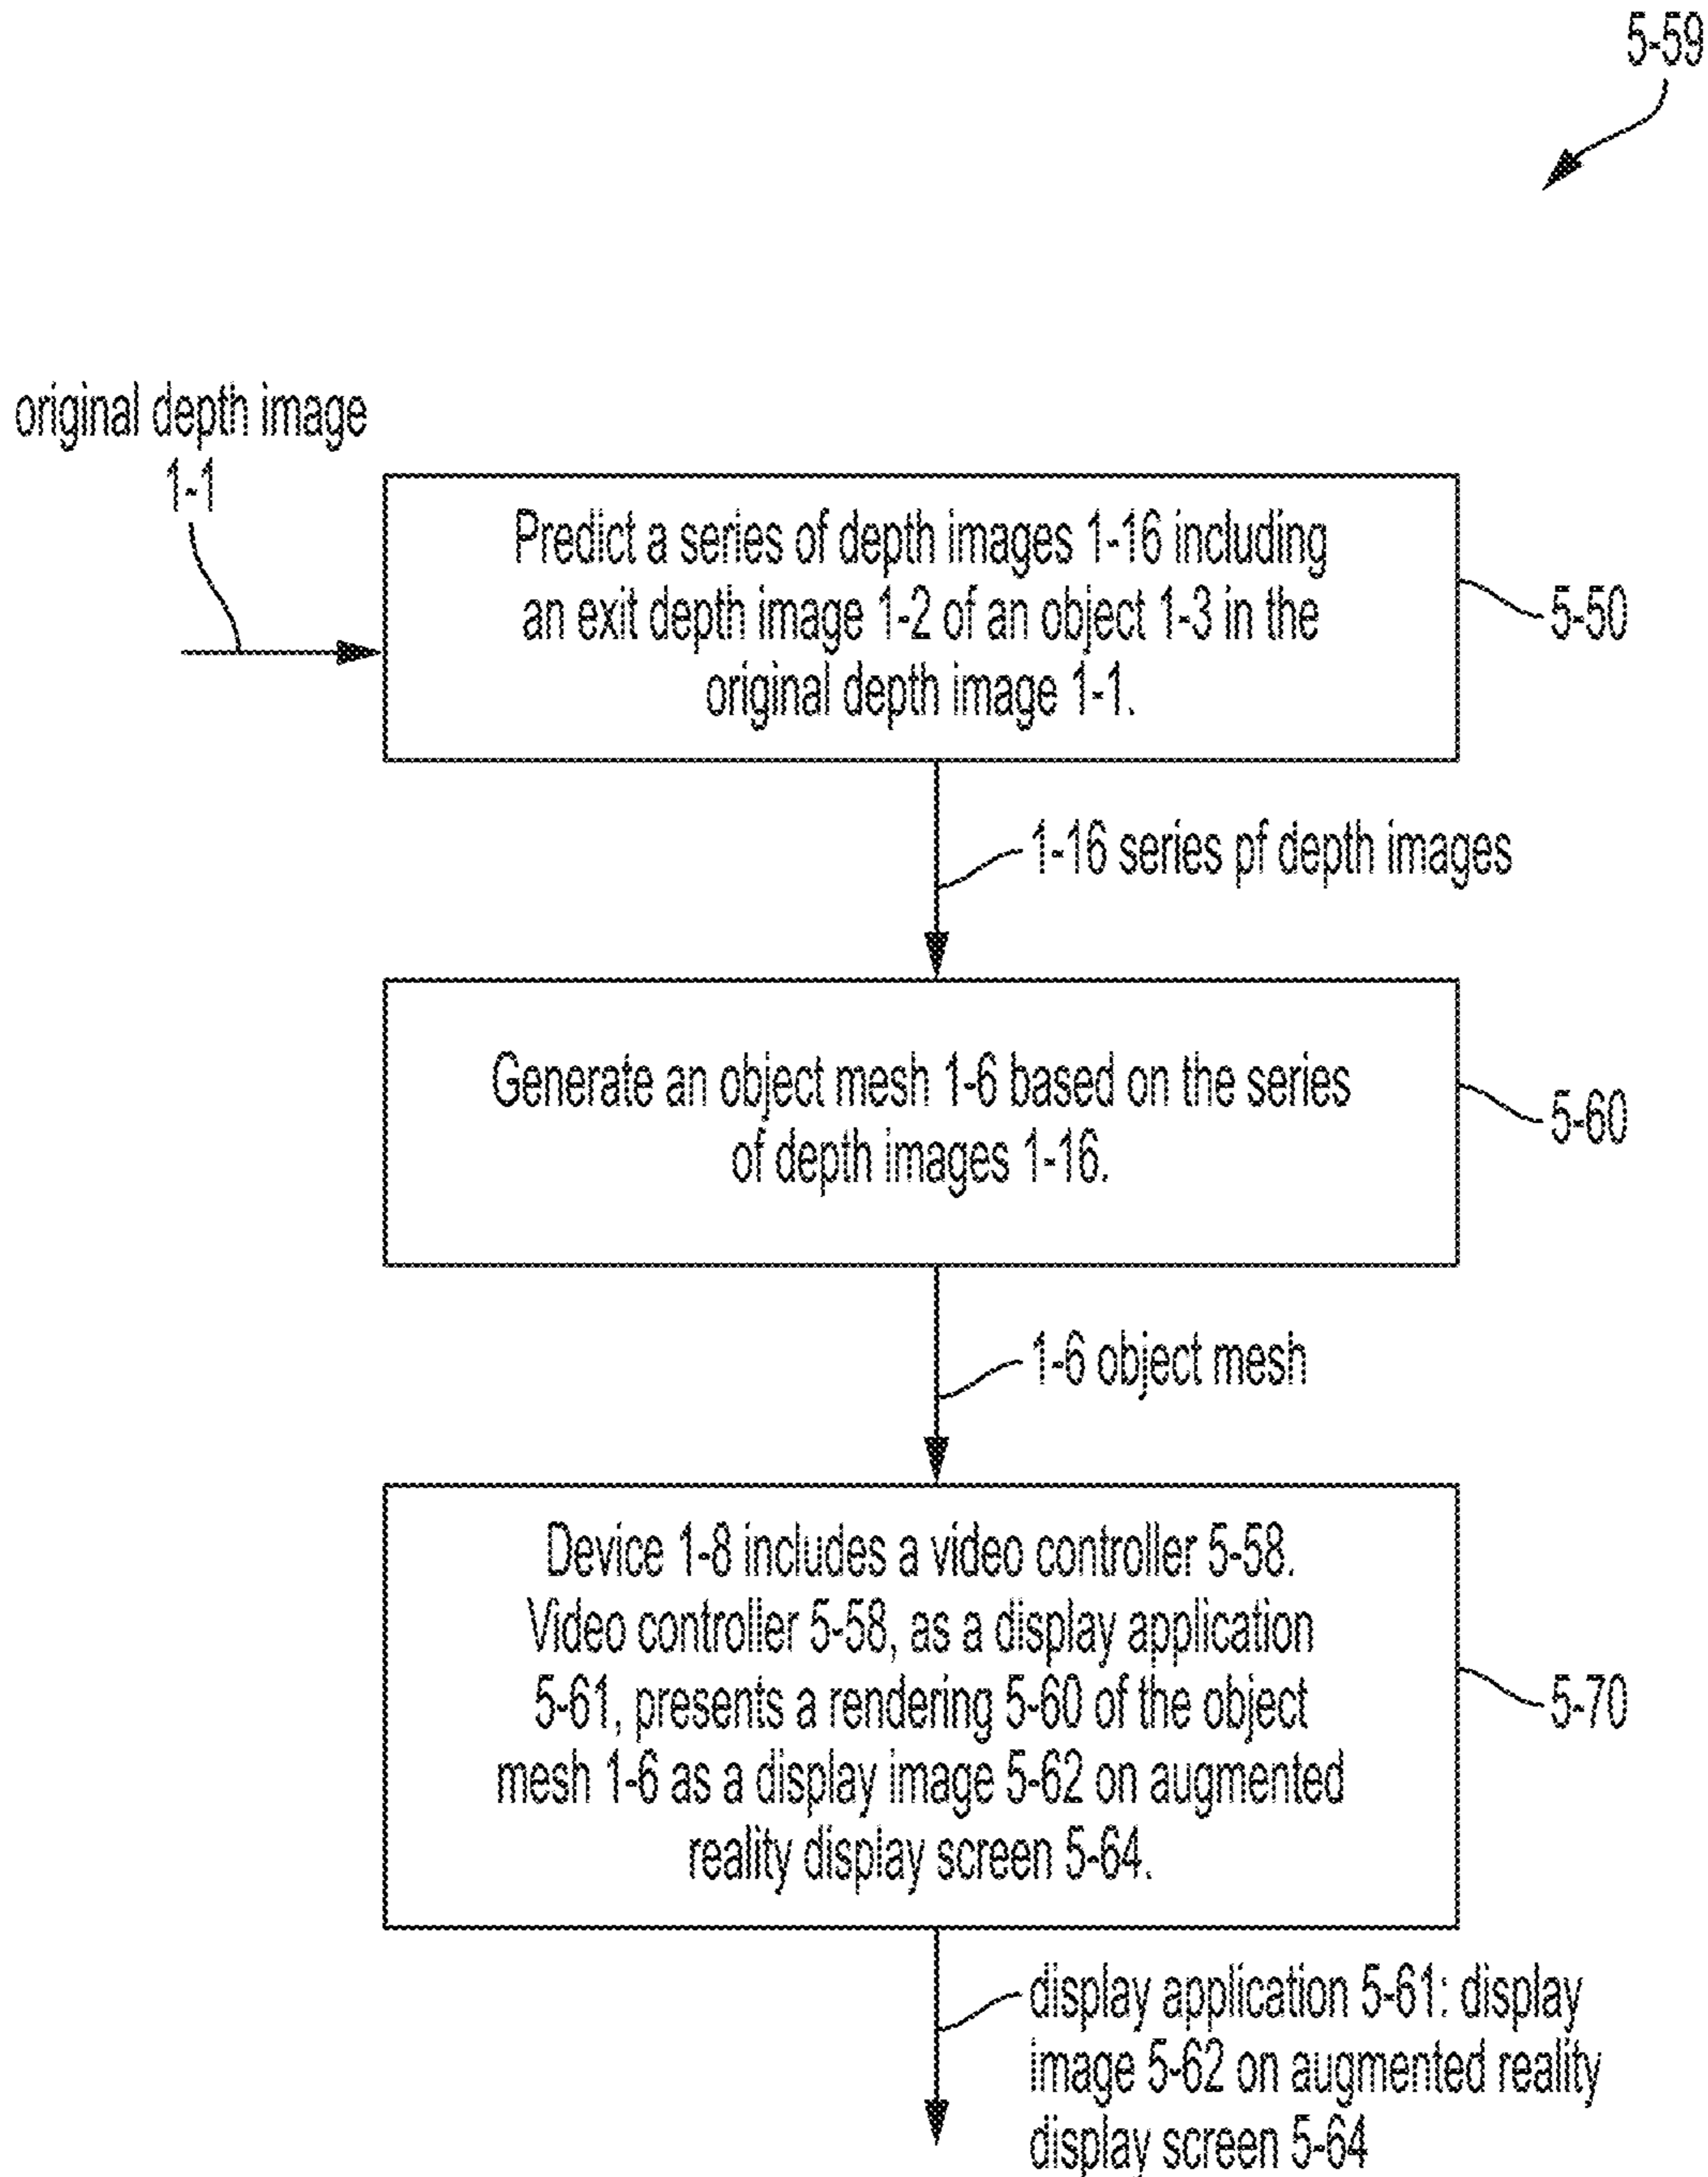 5-59
original depth image
1-1
Predict a series of depth images 1-16 including
an exit depth image 1-2 of an object 1-3 in the
original depth image 1-1.
5-50
1-16 series pf depth images
Generate an object mesh 1-6 based on the series
of depth images 1-16.
5-60
1-6 object mesh
Device 1-8 includes a video controller 5-58.
Video controller 5-58, as a display application
5-61, presents a rendering 5-60 of the object
mesh 1-6 as a display image 5-62 on augmented
reality display screen 5-64.
5-70
display application 5-61: display
image 5-62 on augmented reality
display screen 5-64